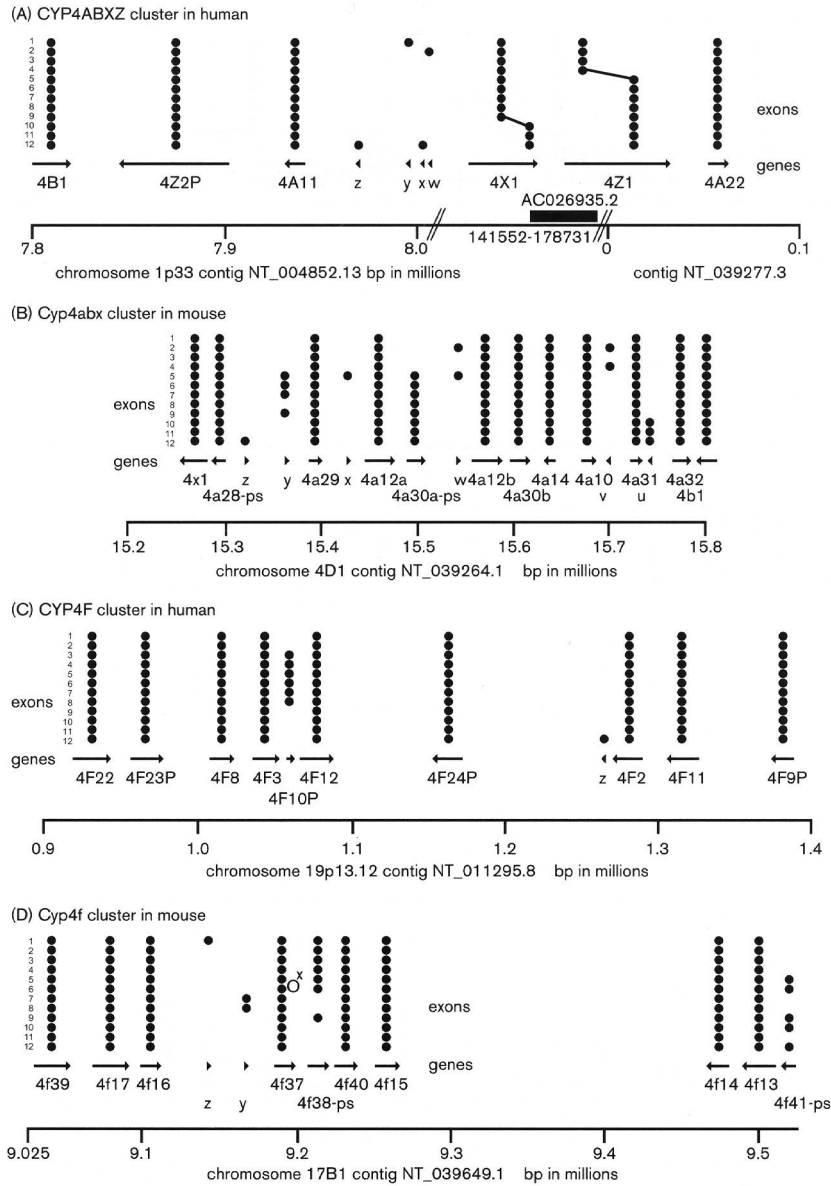 (A) CYP4ABXZ cluster in human
1
2
3
4
5
6
7
8
9
10
11
12
exons
genes
4B1 4Z2P 4A11 z y x w 4X1 4Z1 4A22
AC026935.2
141552-178731
7.8 7.9 8.0 0 0.1
chromosome 1p33 contig NT_004852.13 bp in millions contig NT_039277.3
(B) Cyp4abx cluster in mouse
1
2
3
4
5
6
7
8
9
10
11
12
exons
genes
4x1 z y 4a29 x 4a12a w 4a12b 4a14 4a10 4a31 4a32
4a28-ps 4a30a-ps 4a30b v u 4b1
15.2 15.3 15.4 15.5 15.6 15.7 15.8
chromosome 4D1 contig NT_039264.1 bp in millions
(C) CYP4F cluster in human
1
2
3
4
5
6
7
8
9
10
11
12
exons
genes
4F22 4F23P 4F8 4F3 4F12 4F24P z 4F2 4F11 4F9P
4F10P
0.9 1.0 1.1 1.2 1.3 1.4
chromosome 19p13.12 contig NT_011295.8 bp in millions
(D) Cyp4f cluster in mouse
1
2
3
4
5
6
7
8
9
10
11
12
O x
exons
genes
4f39 4f17 4f16 4f37 4f40 4f15 4f14 4f13
z y 4f38-ps 4f41-ps
9.025 9.1 9.2 9.3 9.4 9.5
chromosome 17B1 contig NT_039649.1 bp in millions